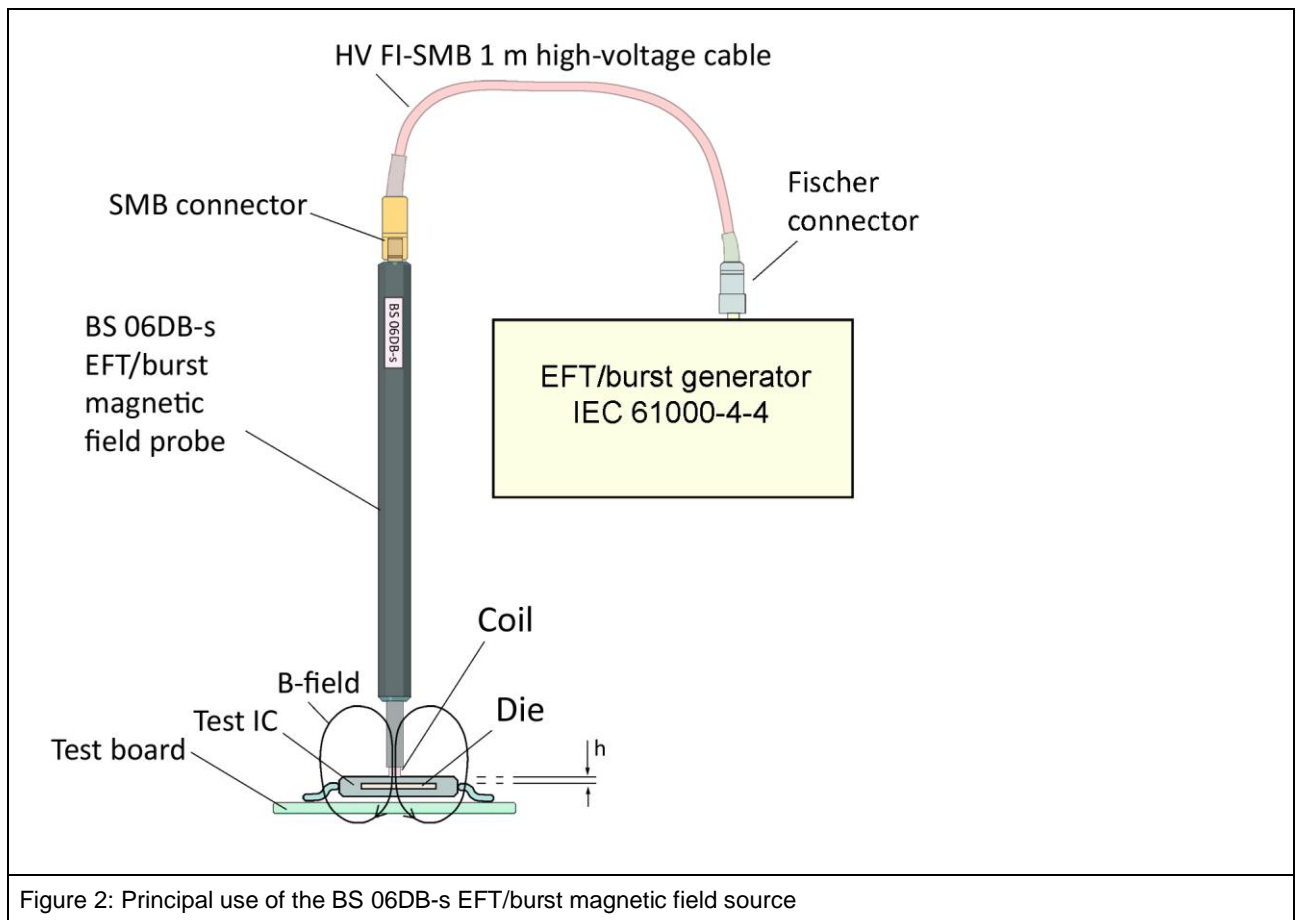 HV FI-SMB 1 m high-voltage cable
SMB connector
Fischer
connector
BS 06DB-s
EFT/burst
magnetic
field probe
BS 06DB-s
EFT/burst generator
IEC 61000-4-4
Coil
B-field
Die
Test IC
Test board
h
Figure 2: Principal use of the BS 06DB-s EFT/burst magnetic field source